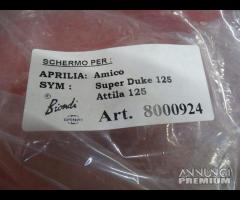 SCHERMO PER :
APRILIA: Amico
SYM : Super Duke 125
Attila 125
Biondi
Art. 8000924
ANNUNCI
PREMIUM